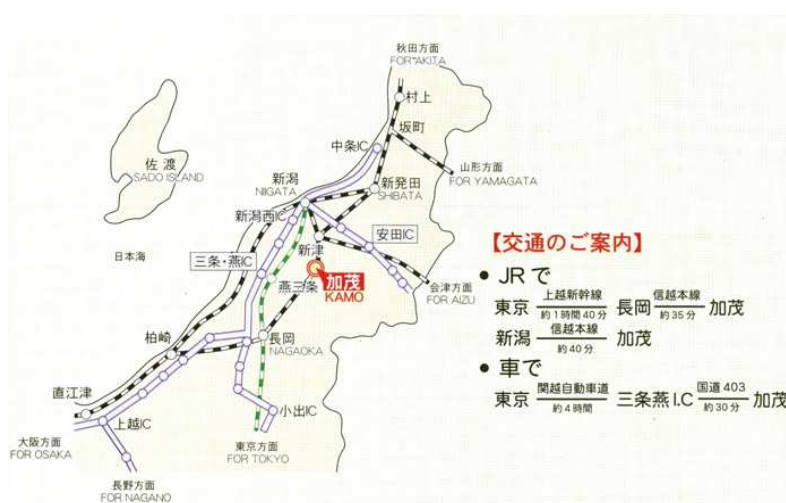 秋田方面
FOR AKITA
村上
坂町
中条IC
山形方面
FOR YAMAGATA
佐渡
SADO ISLAND
新潟
NIIGATA
新発田
SHIBATA
新潟西IC
安田IC
新津
日本海
三条・燕IC
燕三条
加茂
KAMO
会津方面
FOR AIZU
柏崎
長岡
NAGAOKA
直江津
上越IC
小出IC
大阪方面
FOR OSAKA
東京方面
FOR TOKYO
長野方面
FOR NAGANO
【交通のご案内】
• JRで
東京 上越新幹線 約1時間40分 長岡 信越本線 約35分 加茂
新潟 信越本線 約40分 加茂
• 車で
東京 関越自動車道 約4時間 三条燕I.C 国道403 約30分 加茂